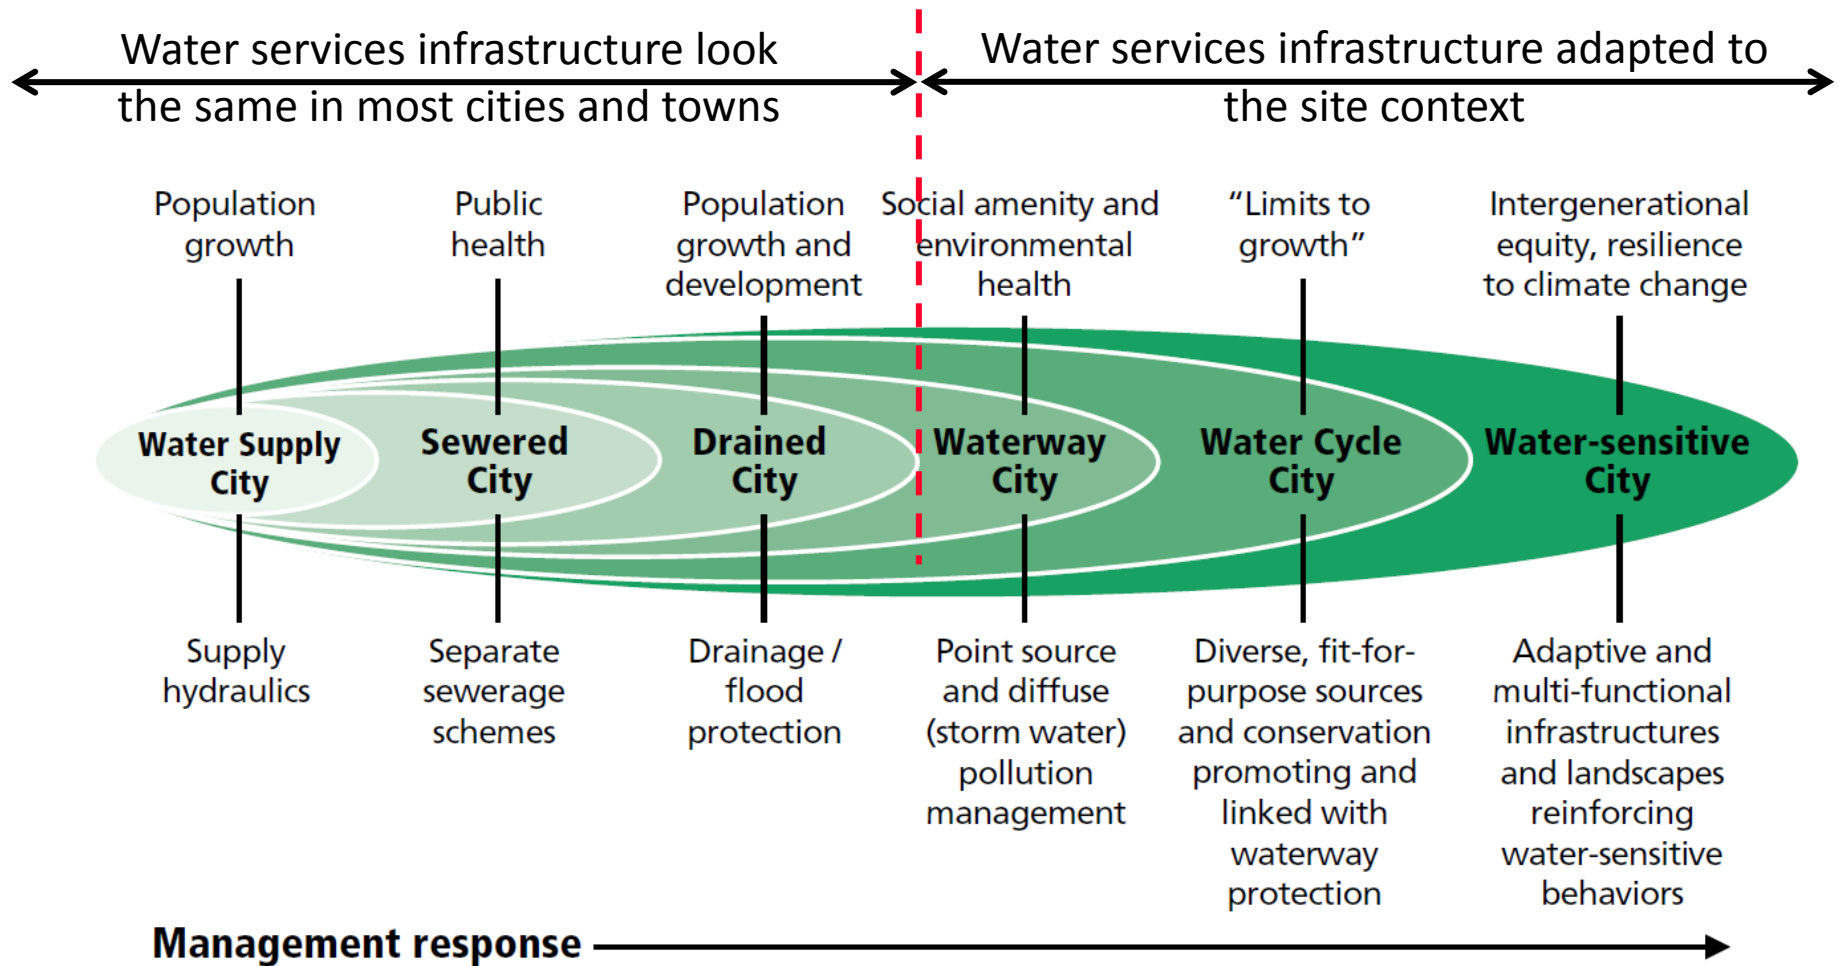 Water services infrastructure look
the same in most cities and towns
Water services infrastructure adapted to
the site context
Population
growth
Public
health
Population
growth and
development
Social amenity and
environmental
health
“Limits to
growth”
Intergenerational
equity, resilience
to climate change
Water Supply
City
Sewered
City
Drained
City
Waterway
City
Water Cycle
City
Water-sensitive
City
Supply
hydraulics
Separate
sewerage
schemes
Drainage /
flood
protection
Point source
and diffuse
(storm water)
pollution
management
Diverse, fit-for-
purpose sources
and conservation
promoting and
linked with
waterway
protection
Adaptive and
multi-functional
infrastructures
and landscapes
reinforcing
water-sensitive
behaviors
Management response